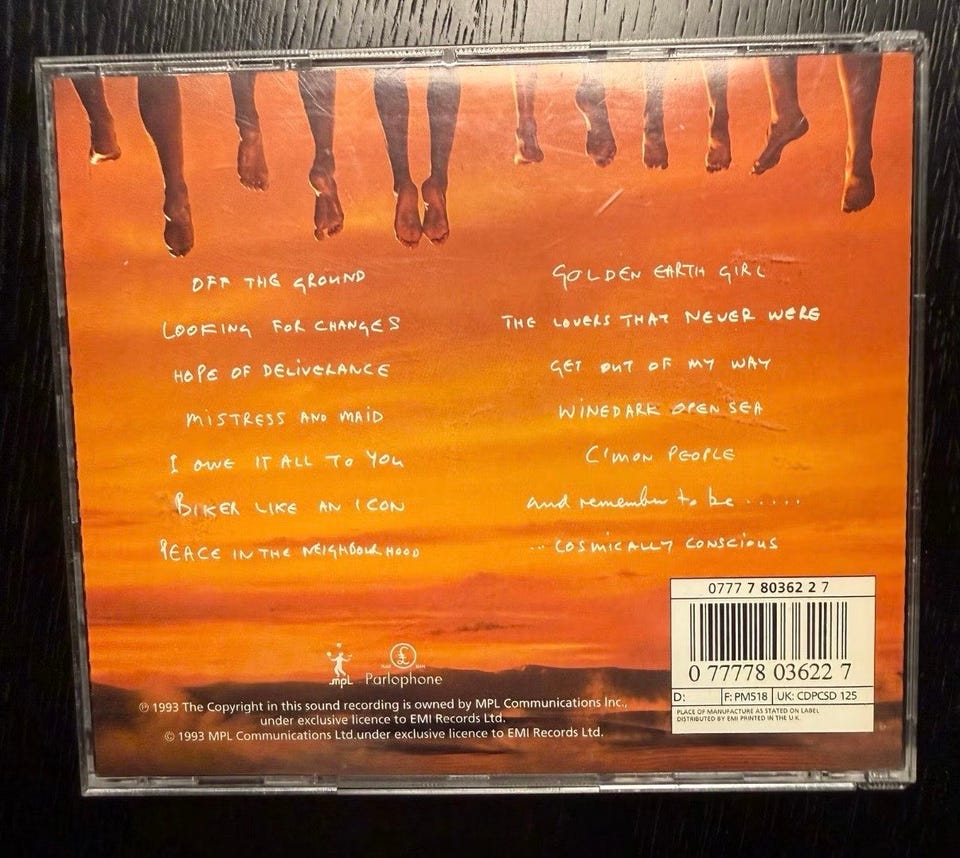 OFF THE GROUND
LOOKING FOR CHANGES
HOPE OF DELIVERANCE
MISTRESS AND MAID
I OWE IT ALL TO YOU
BIKER LIKE AN ICON
PEACE IN THE NEIGHBOURHOOD
GOLDEN EARTH GIRL
THE LOVERS THAT NEVER WERE
GET OUT OF MY WAY
WINEDARK OPEN SEA
C'MON PEOPLE
and remember to be .....
... COSMICALLY CONSCIOUS
mpL
£
Parlophone
℗ 1993 The Copyright in this sound recording is owned by MPL Communications Inc.,
under exclusive licence to EMI Records Ltd.
© 1993 MPL Communications Ltd.under exclusive licence to EMI Records Ltd.
0777 7 80362 2 7
0 77778 03622 7
D: F: PM518 UK: CDPCSD 125
PLACE OF MANUFACTURE AS STATED ON LABEL
DISTRIBUTED BY EMI PRINTED IN THE U.K.